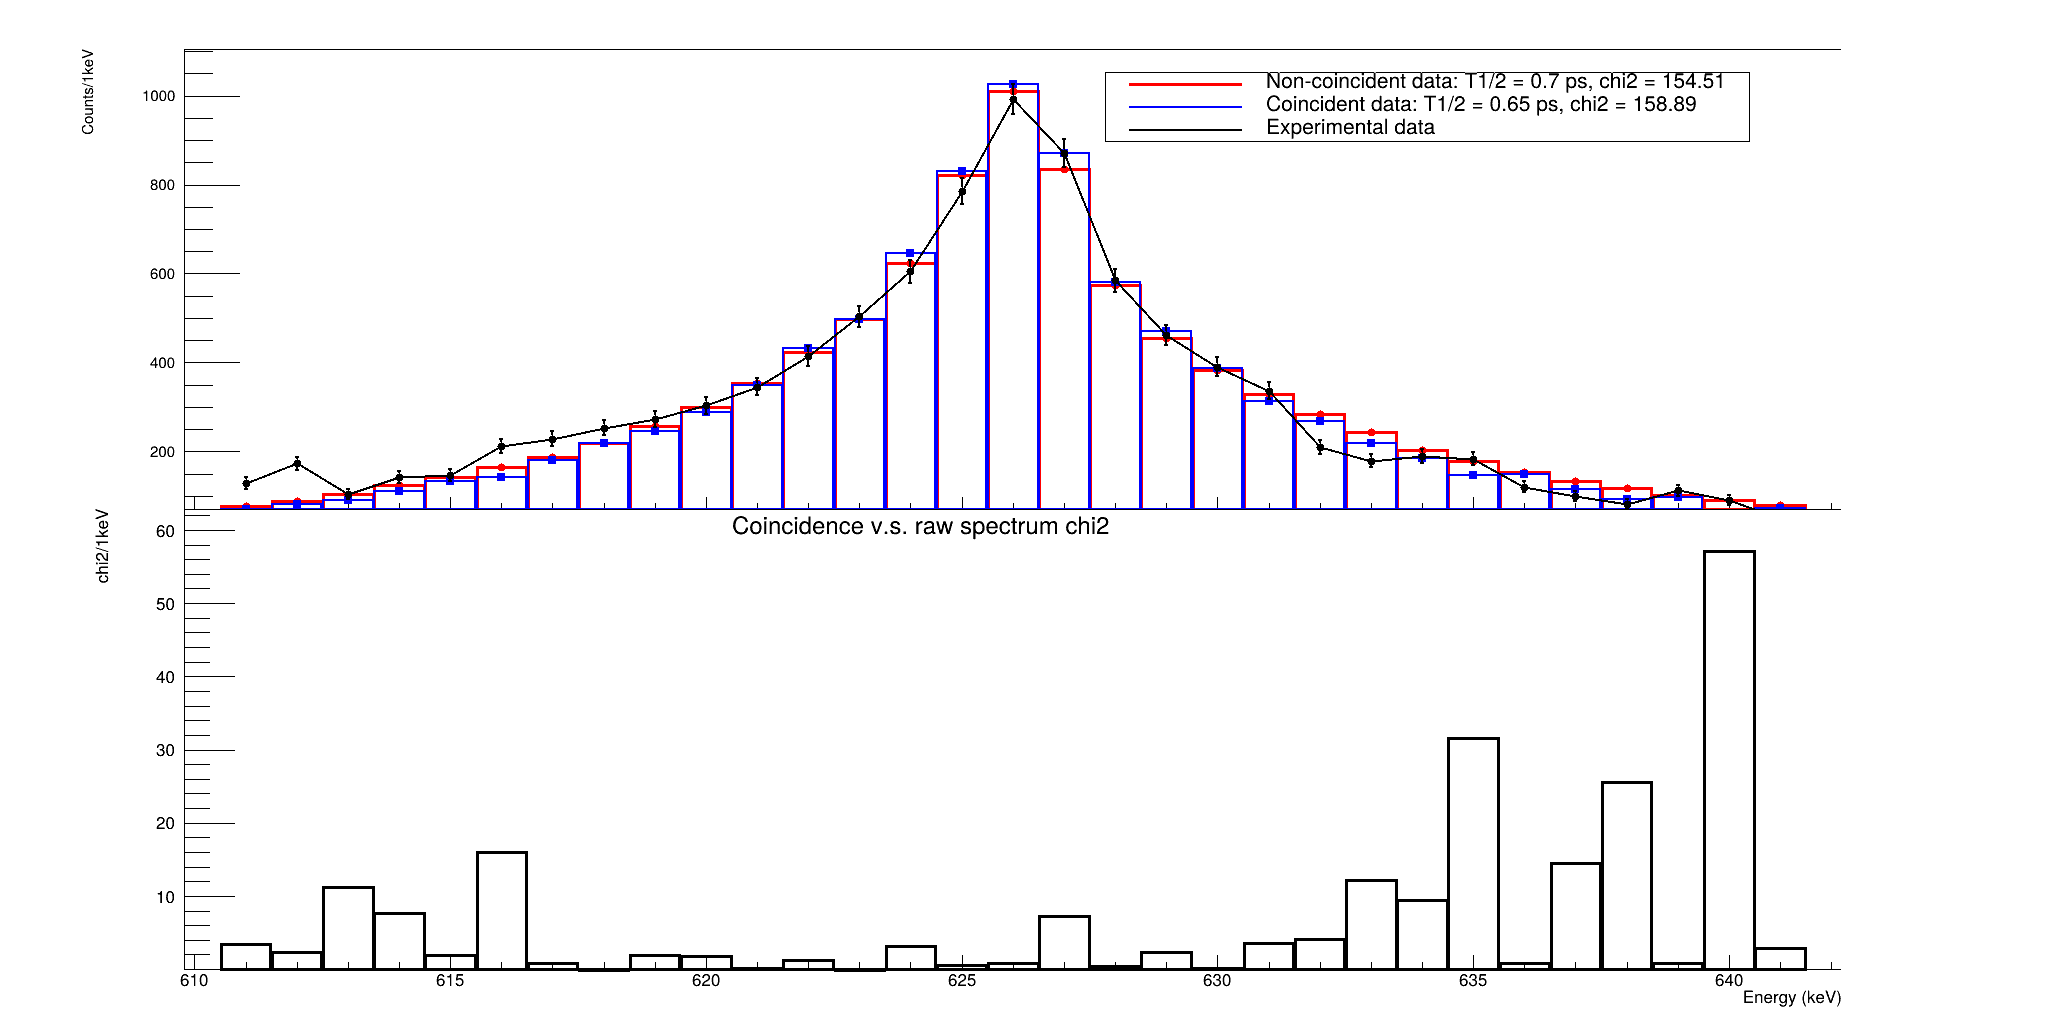 Counts/1keV
1000
800
600
400
200
Non-coincident data: T1/2 = 0.7 ps, chi2 = 154.51
Coincident data: T1/2 = 0.65 ps, chi2 = 158.89
Experimental data
Coincidence v.s. raw spectrum chi2
chi2/1keV
60
50
40
30
20
10
610 615 620 625 630 635 640
Energy (keV)